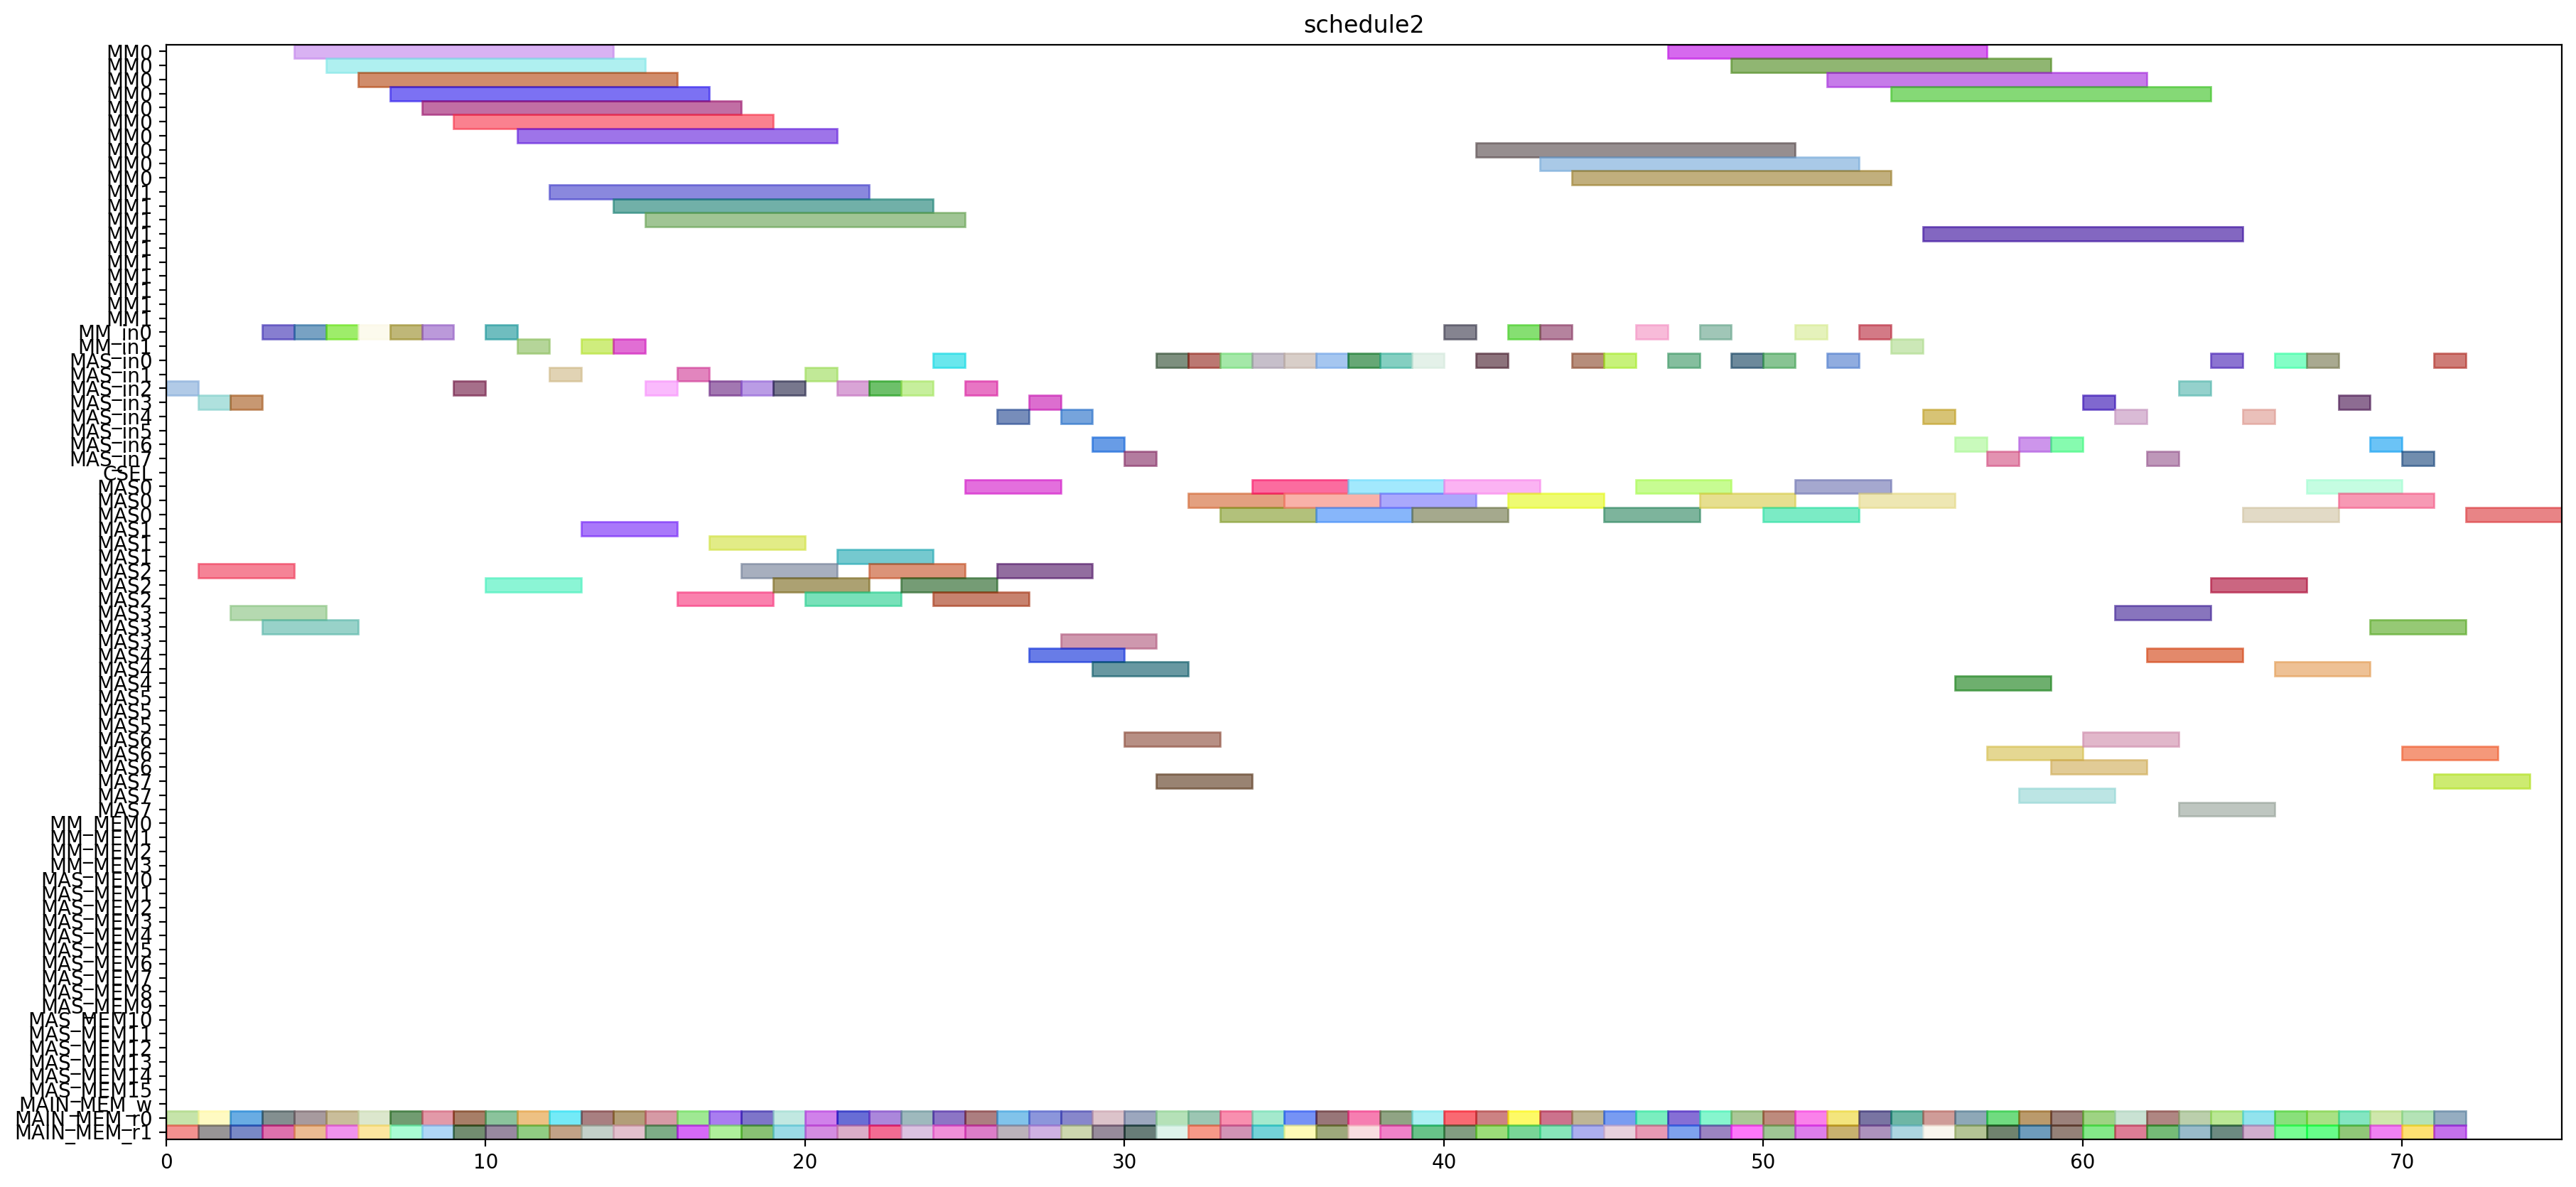 schedule2
MM0
MM0
MM0
MM0
MM0
MM0
MM0
MM0
MM0
MM0
MM1
MM1
MM1
MM1
MM1
MM1
MM1
MM1
MM1
MM1
MM_in0
MM_in1
MAS_in0
MAS_in1
MAS_in2
MAS_in3
MAS_in4
MAS_in5
MAS_in6
MAS_in7
CSEL
MAS0
MAS0
MAS0
MAS1
MAS1
MAS1
MAS2
MAS2
MAS2
MAS3
MAS3
MAS3
MAS4
MAS4
MAS4
MAS5
MAS5
MAS5
MAS6
MAS6
MAS6
MAS7
MAS7
MAS7
MM_MEM0
MM_MEM1
MM_MEM2
MM_MEM3
MAS_MEM0
MAS_MEM1
MAS_MEM2
MAS_MEM3
MAS_MEM4
MAS_MEM5
MAS_MEM6
MAS_MEM7
MAS_MEM8
MAS_MEM9
MAS_MEM10
MAS_MEM11
MAS_MEM12
MAS_MEM13
MAS_MEM14
MAS_MEM15
MAIN_MEM_w
MAIN_MEM_r0
MAIN_MEM_r1
0 10 20 30 40 50 60 70